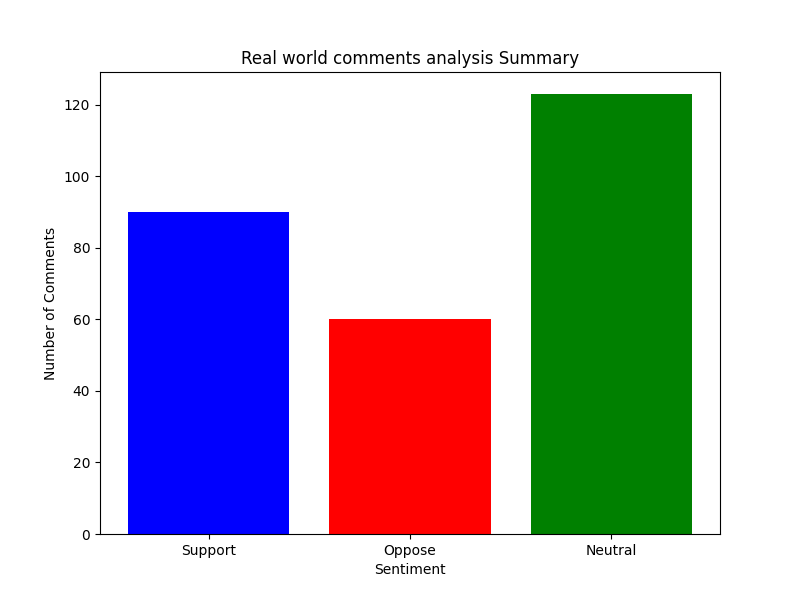 Real world comments analysis Summary
120
100
80
60
40
20
0
Number of Comments
Support Oppose Neutral
Sentiment